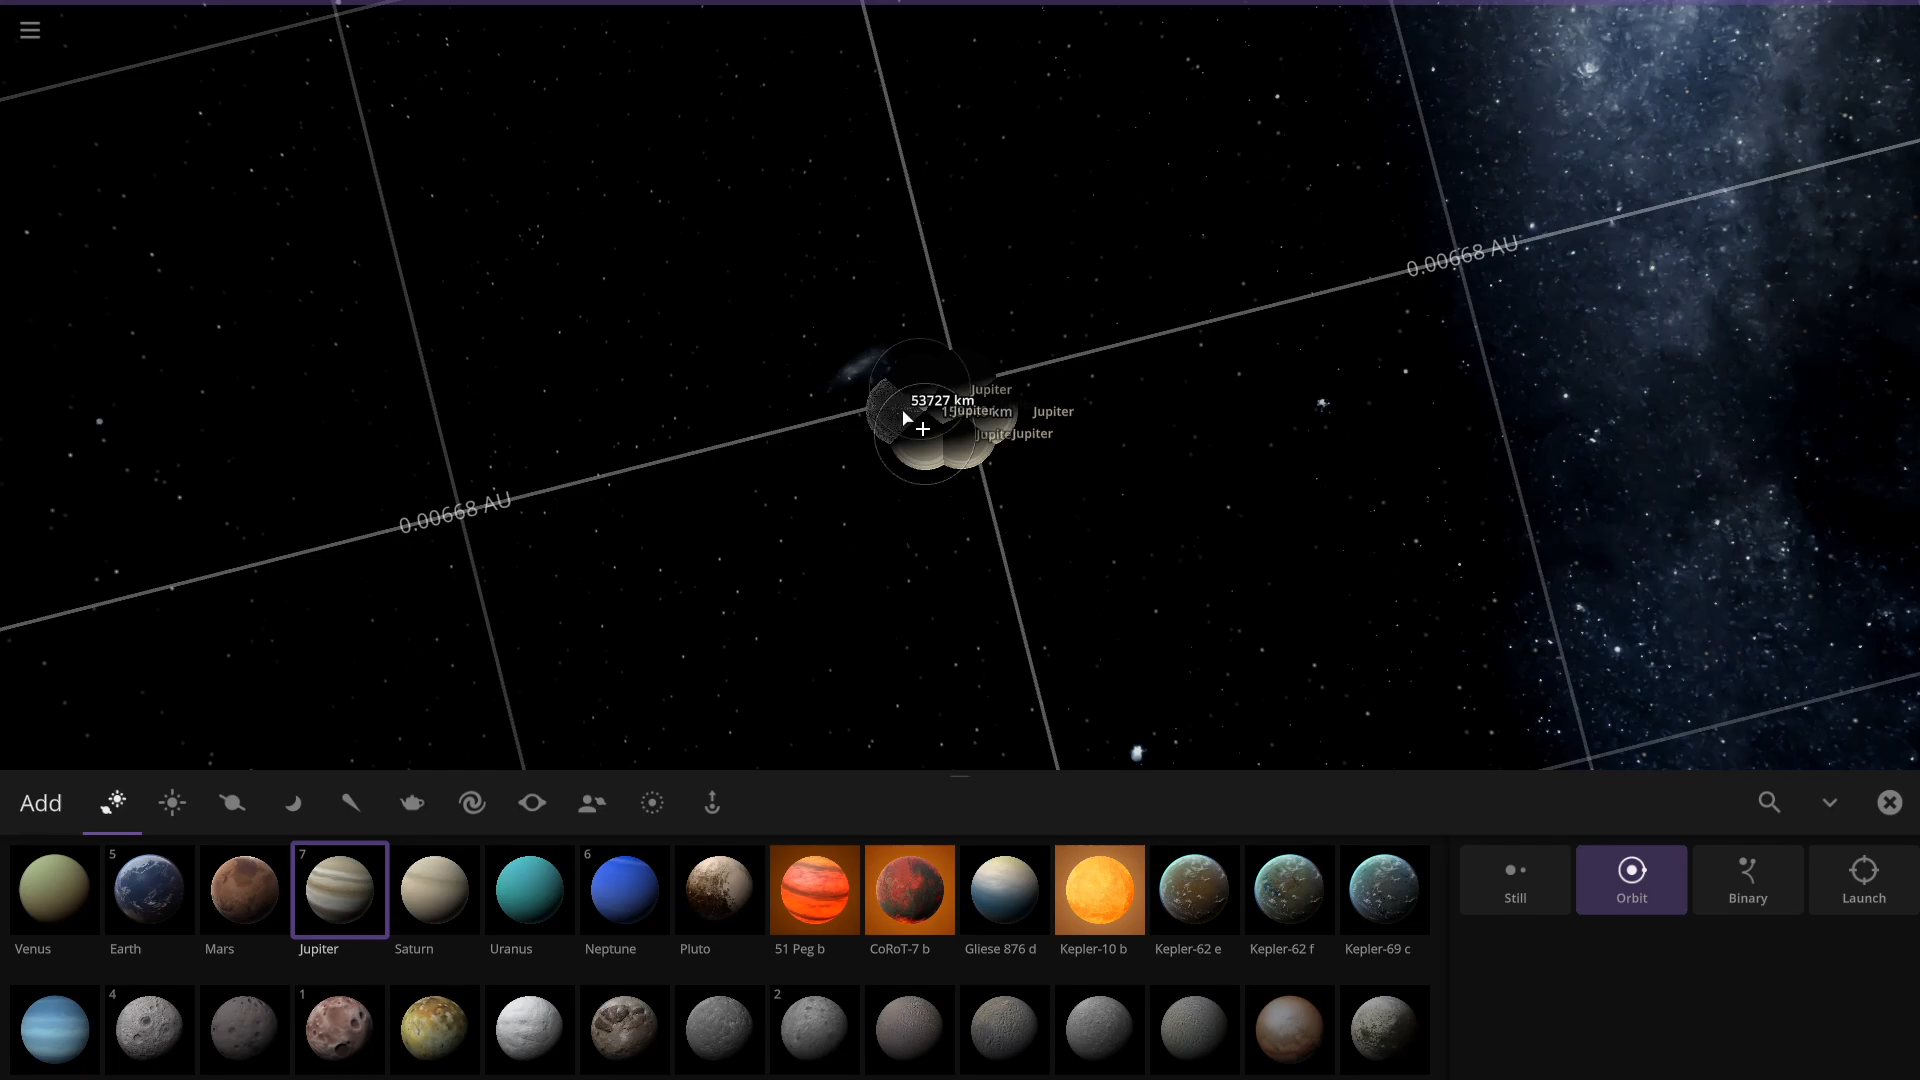 0.00668 AU
Jupiter
53727 km
Jupiter
km
Jupiter
Jupiter
0.00668 AU
Add
5
7
6
Venus
Earth
Mars
Jupiter
Saturn
Uranus
Neptune
Pluto
51 Peg b
CoRoT-7 b
Gliese 876 d
Kepler-10 b
Kepler-62 e
Kepler-62 f
Kepler-69 c
Still
Orbit
Binary
Launch
4
1
2